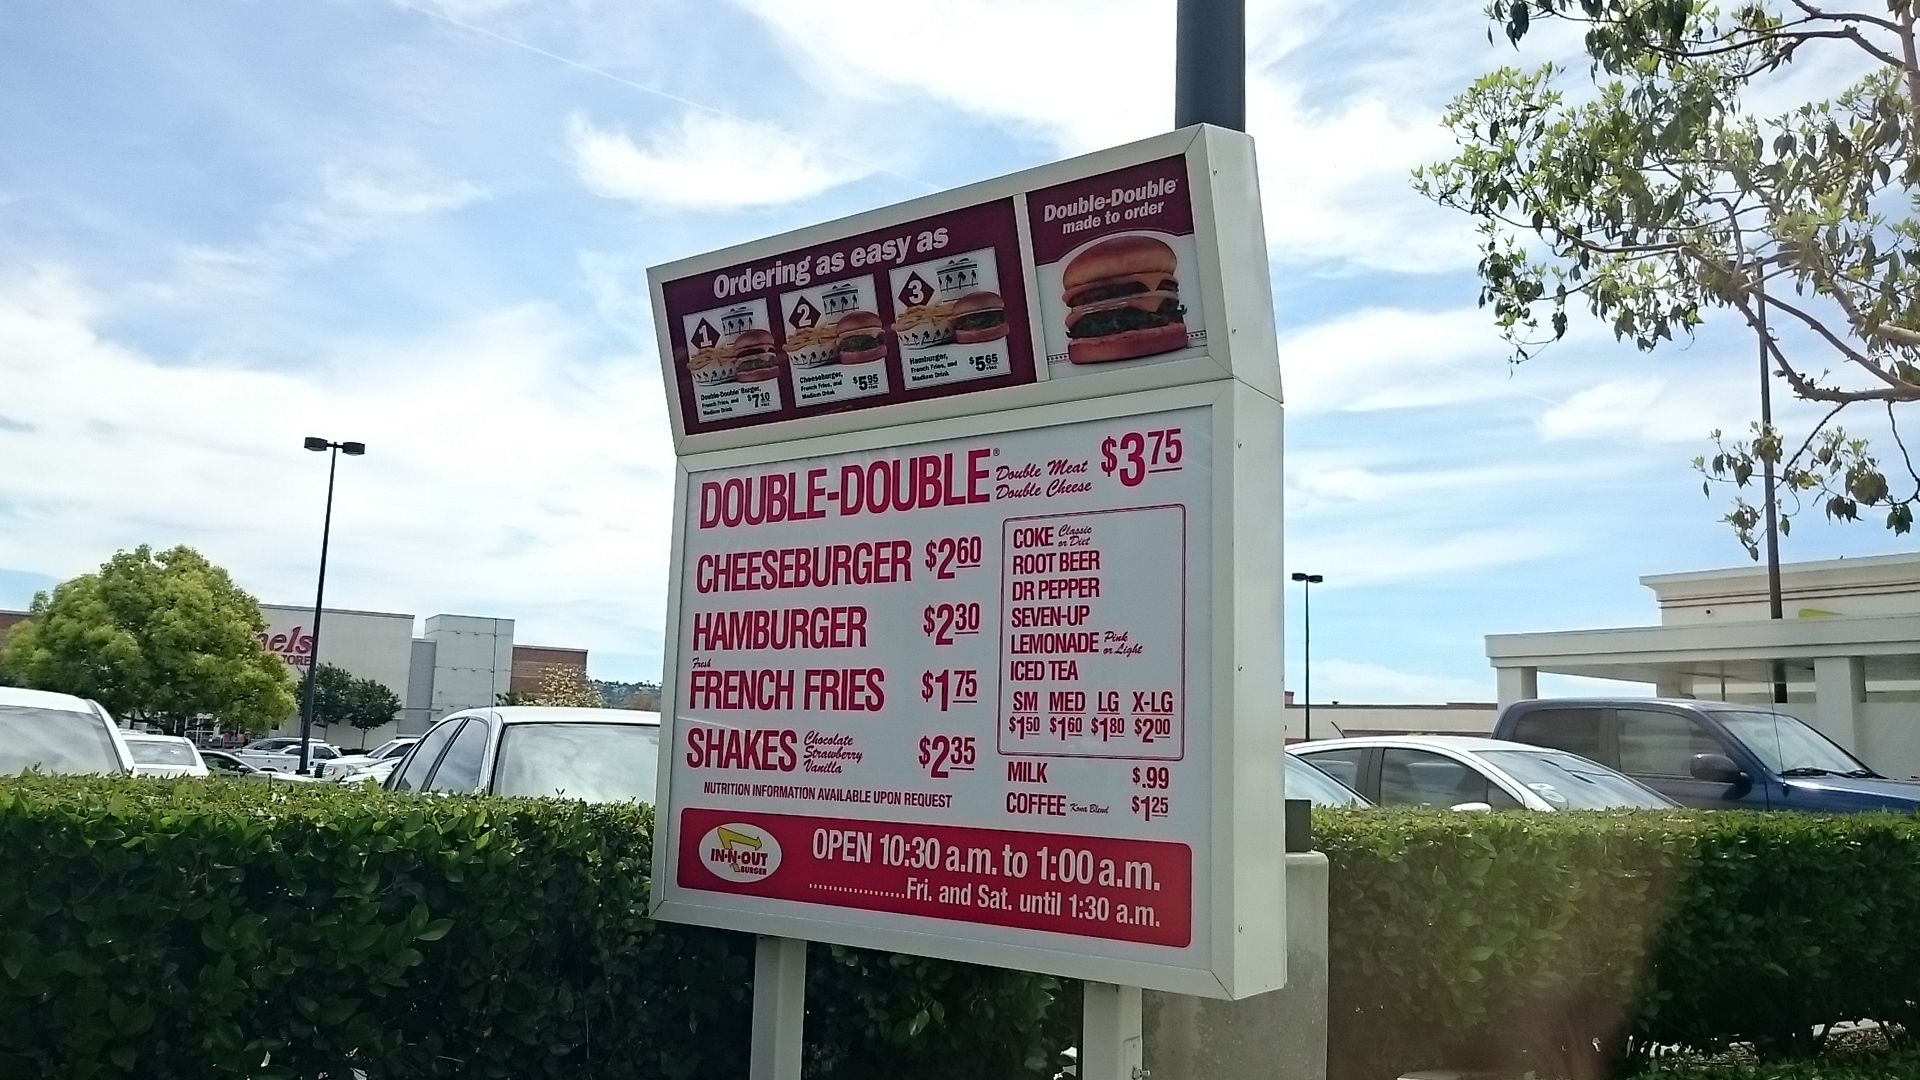 Ordering as easy as
1
Double-Double® Burger,
French Fries, and
Medium Drink
$7.10
2
Cheeseburger,
French Fries, and
Medium Drink
$5.95
3
Hamburger,
French Fries, and
Medium Drink
$5.65
Double-Double®
made to order
DOUBLE-DOUBLE® Double Meat Double Cheese $3 75
CHEESEBURGER $2 60
HAMBURGER $2 30
Fresh
FRENCH FRIES $1 75
SHAKES Chocolate Strawberry Vanilla $2 35
NUTRITION INFORMATION AVAILABLE UPON REQUEST
COKE Classic or Diet
ROOT BEER
DR PEPPER
SEVEN-UP
LEMONADE Pink or Light
ICED TEA
SM MED LG X-LG
$1 50 $1 60 $1 80 $2 00
MILK $.99
COFFEE Kona Blend $1 25
IN-N-OUT
BURGER
OPEN 10:30 a.m. to 1:00 a.m.
...................Fri. and Sat. until 1:30 a.m.
els
TORE